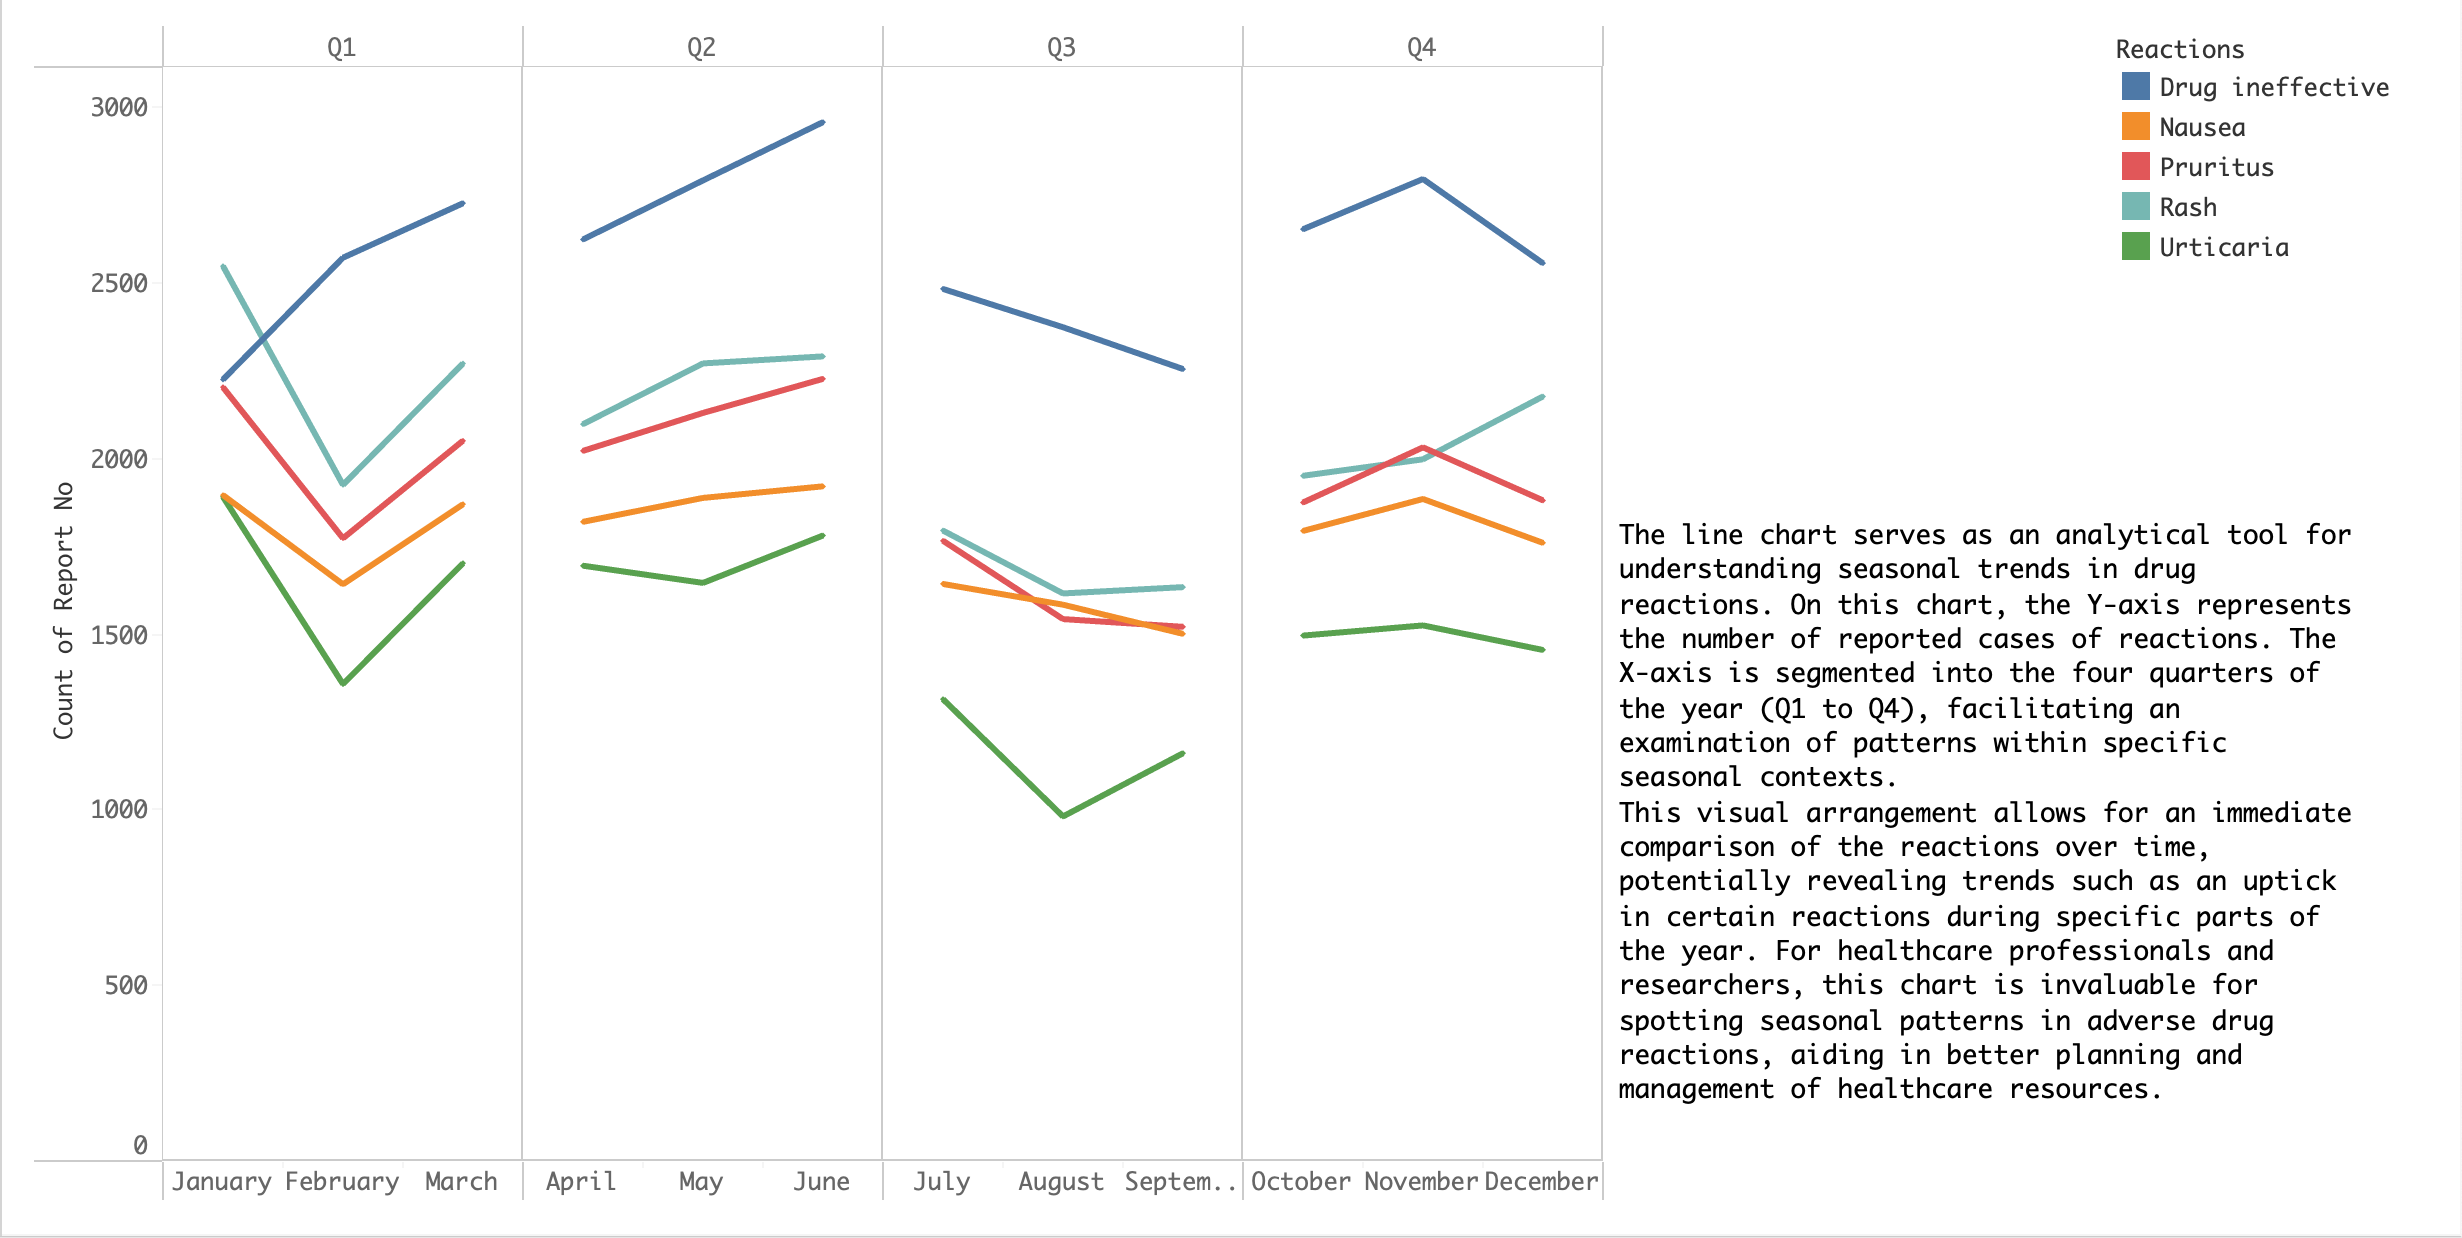 Q1 Q2 Q3 Q4
Reactions
Drug ineffective
Nausea
Pruritus
Rash
Urticaria
3000
2500
2000
1500
1000
500
0
Count of Report No
January February March April May June July August Septem.. October November December
The line chart serves as an analytical tool for
understanding seasonal trends in drug
reactions. On this chart, the Y-axis represents
the number of reported cases of reactions. The
X-axis is segmented into the four quarters of
the year (Q1 to Q4), facilitating an
examination of patterns within specific
seasonal contexts.
This visual arrangement allows for an immediate
comparison of the reactions over time,
potentially revealing trends such as an uptick
in certain reactions during specific parts of
the year. For healthcare professionals and
researchers, this chart is invaluable for
spotting seasonal patterns in adverse drug
reactions, aiding in better planning and
management of healthcare resources.